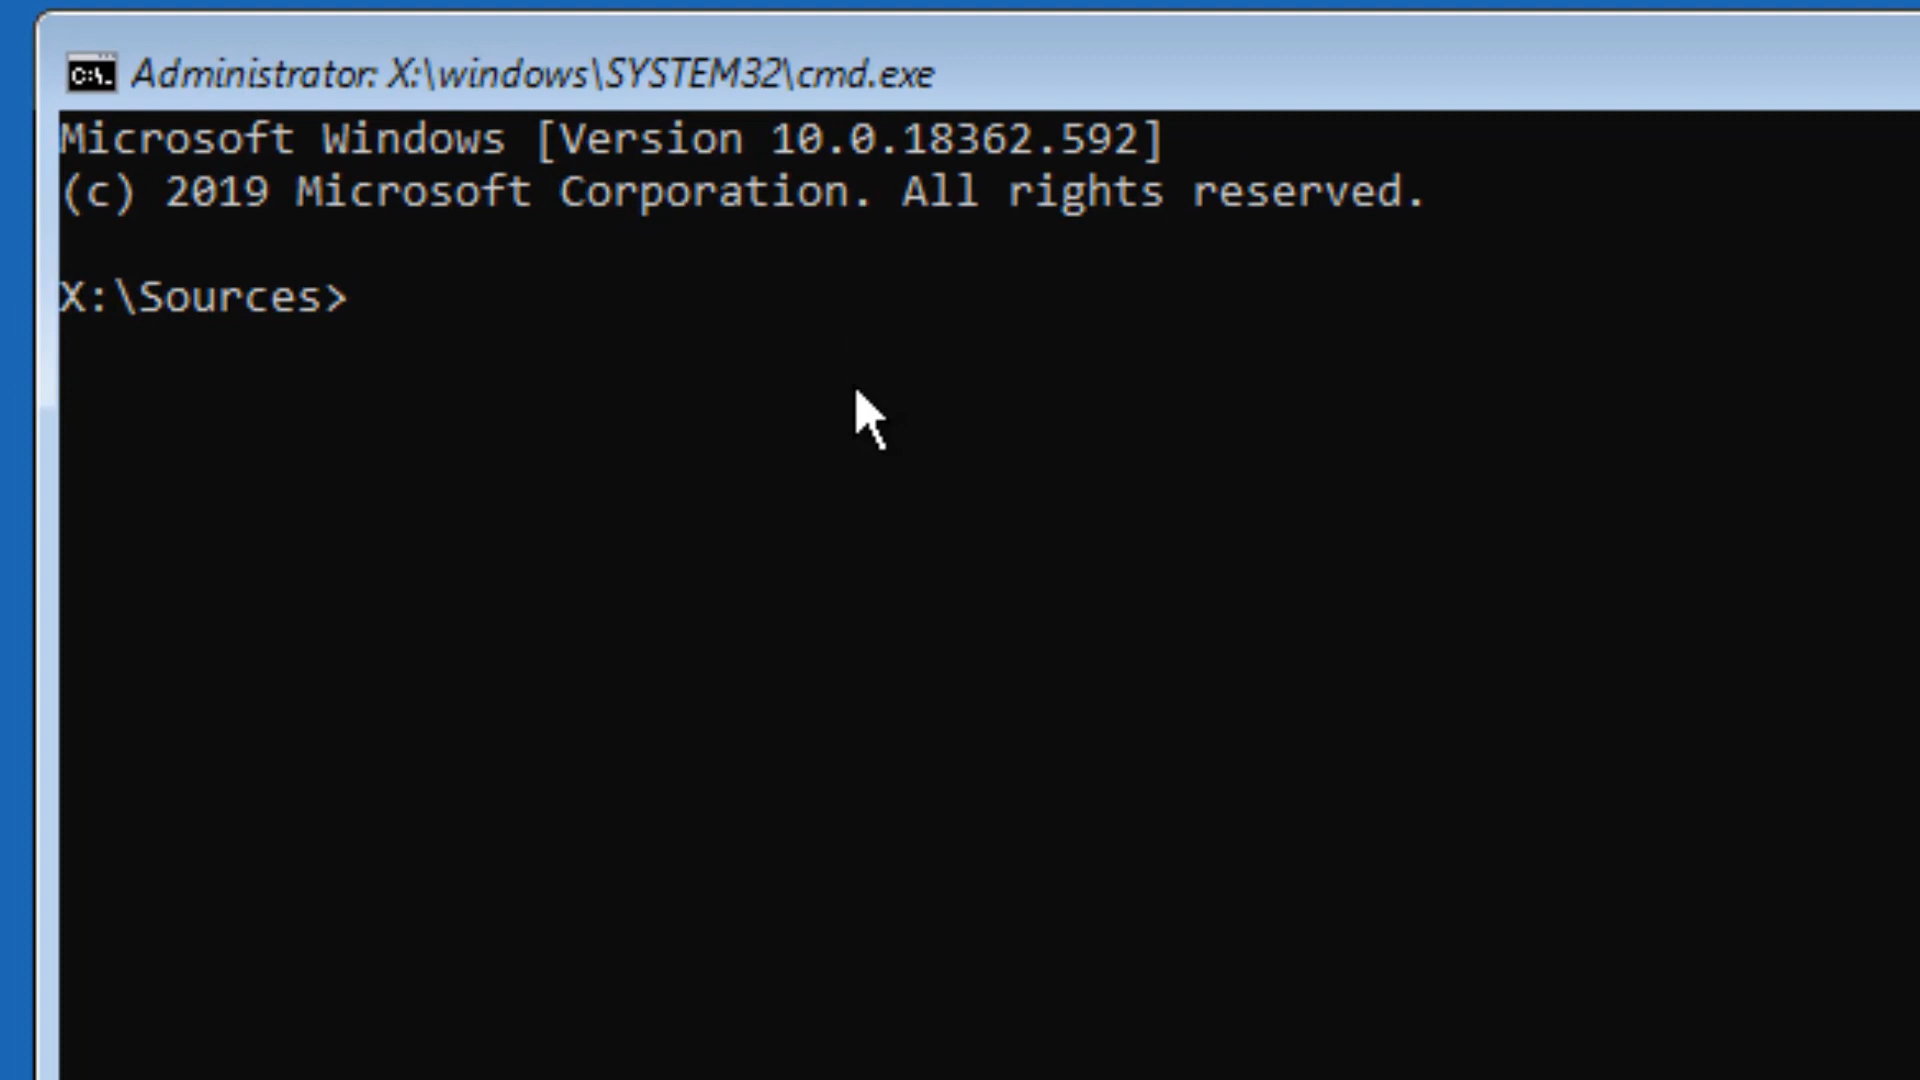 C:\.
Administrator: X:\windows\SYSTEM32\cmd.exe
Microsoft Windows [Version 10.0.18362.592]
(c) 2019 Microsoft Corporation. All rights reserved.
X:\Sources>